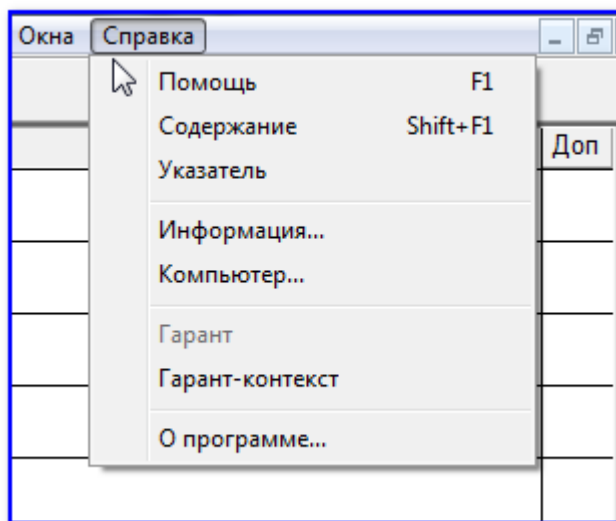 Окна Справка
Помощь F1
Содержание Shift+F1
Доп
Указатель
Информация...
Компьютер...
Гарант
Гарант-контекст
О программе...